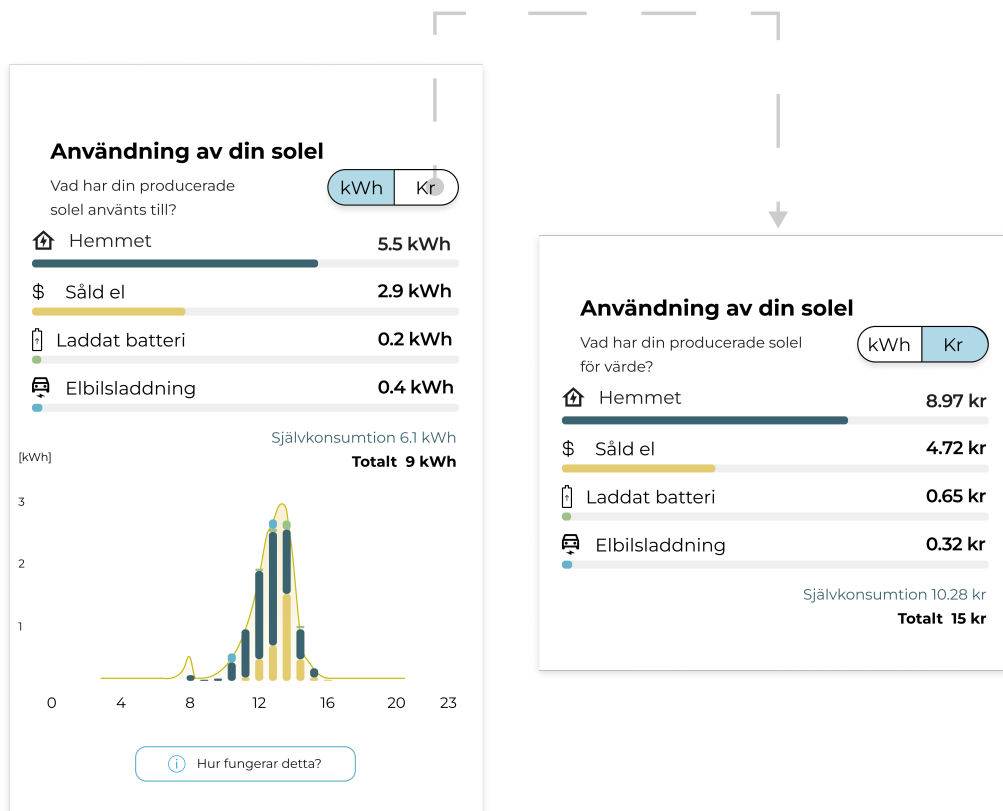 Användning av din solel
Vad har din producerade
solel använts till?
kWh Kr
Hemmet 5.5 kWh
$ Såld el 2.9 kWh
Laddat batteri 0.2 kWh
Elbilsladdning 0.4 kWh
Självkonsumtion 6.1 kWh
Totalt 9 kWh
[kWh]
3
2
1
0 4 8 12 16 20 23
Hur fungerar detta?
Användning av din solel
Vad har din producerade solel
för värde?
kWh Kr
Hemmet 8.97 kr
$ Såld el 4.72 kr
Laddat batteri 0.65 kr
Elbilsladdning 0.32 kr
Självkonsumtion 10.28 kr
Totalt 15 kr